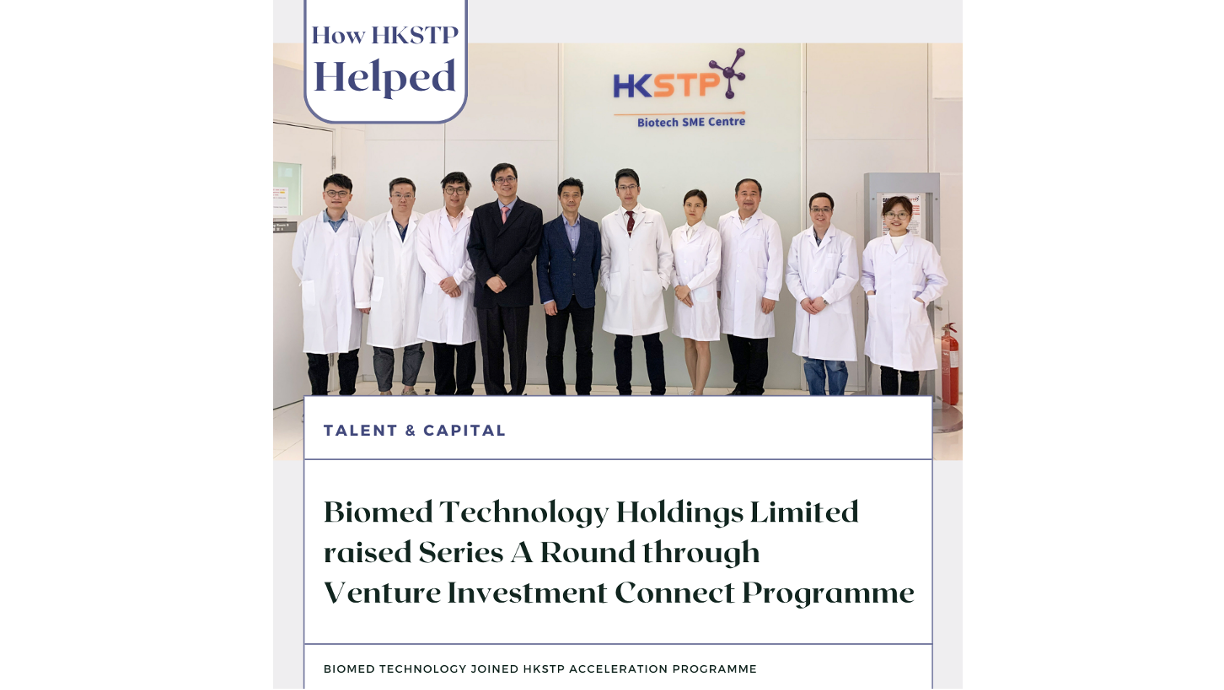 How HKSTP
Helped
HKSTP
Biotech SME Centre
TALENT & CAPITAL
Biomed Technology Holdings Limited
raised Series A Round through
Venture Investment Connect Programme
BIOMED TECHNOLOGY JOINED HKSTP ACCELERATION PROGRAMME